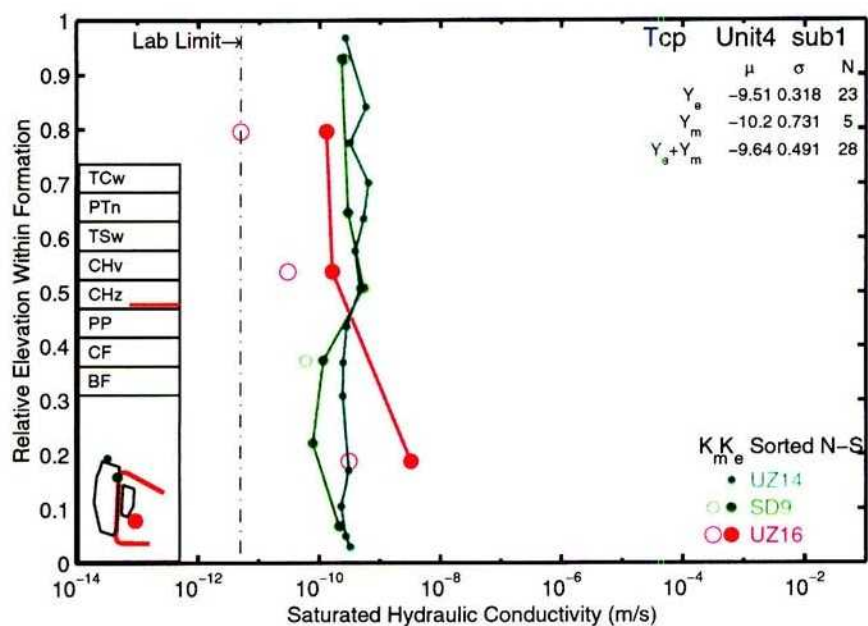 Lab Limit→
Tcp Unit4 sub1
μ σ N
Yₑ −9.51 0.318 23
Yₘ −10.2 0.731 5
Yₑ+Yₘ −9.64 0.491 28
Relative Elevation Within Formation
1
0.9
0.8
0.7
0.6
0.5
0.4
0.3
0.2
0.1
0
TCw
PTn
TSw
CHv
CHz
PP
CF
BF
KₘKₑ Sorted N−S
UZ14
SD9
UZ16
10⁻¹⁴ 10⁻¹² 10⁻¹⁰ 10⁻⁸ 10⁻⁶ 10⁻⁴ 10⁻²
Saturated Hydraulic Conductivity (m/s)